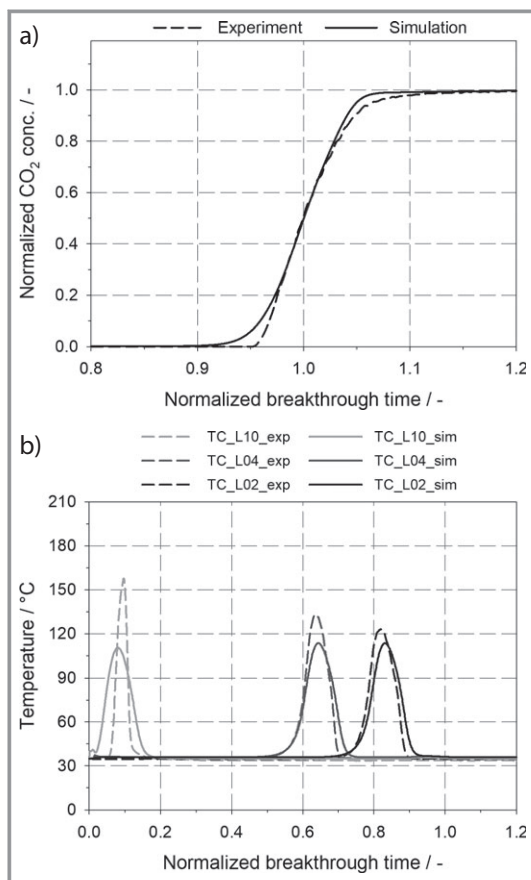 a)
Experiment Simulation
Normalized CO₂ conc. / -
1.0
0.8
0.6
0.4
0.2
0.0
0.8 0.9 1.0 1.1 1.2
Normalized breakthrough time / -
b)
TC_L10_exp TC_L10_sim
TC_L04_exp TC_L04_sim
TC_L02_exp TC_L02_sim
Temperature / °C
210
180
150
120
90
60
30
0
0.0 0.2 0.4 0.6 0.8 1.0 1.2
Normalized breakthrough time / -